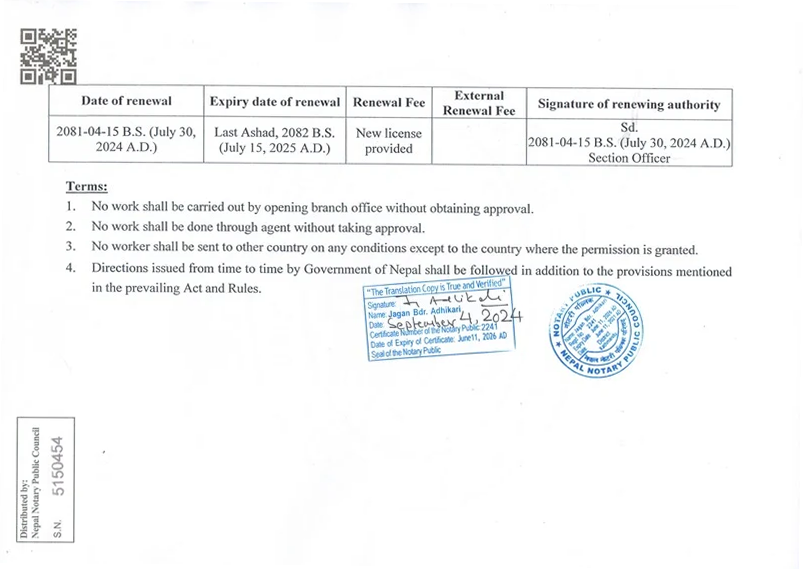 Date of renewal
Expiry date of renewal
Renewal Fee
External
Renewal Fee
Signature of renewing authority
2081-04-15 B.S. (July 30,
2024 A.D.)
Last Ashad, 2082 B.S.
(July 15, 2025 A.D.)
New license
provided
Sd.
2081-04-15 B.S. (July 30, 2024 A.D.)
Section Officer
Terms:
1. No work shall be carried out by opening branch office without obtaining approval.
2. No work shall be done through agent without taking approval.
3. No worker shall be sent to other country on any conditions except to the country where the permission is granted.
4. Directions issued from time to time by Government of Nepal shall be followed in addition to the provisions mentioned
in the prevailing Act and Rules.
"The Translation Copy is True and Verified"
Signature:
Name: Jagan Bdr. Adhikari
Date: September 4, 2024
Certificate Number of the Notary Public 2241
Date of Expiry of Certificate: June11, 2026 AD
Seal of the Notary Public
NOTARY PUBLIC ★ COUNCIL
★ NEPAL NOTARY PUBLIC
Distributed by:
Nepal Notary Public Council
S.N. 5150454